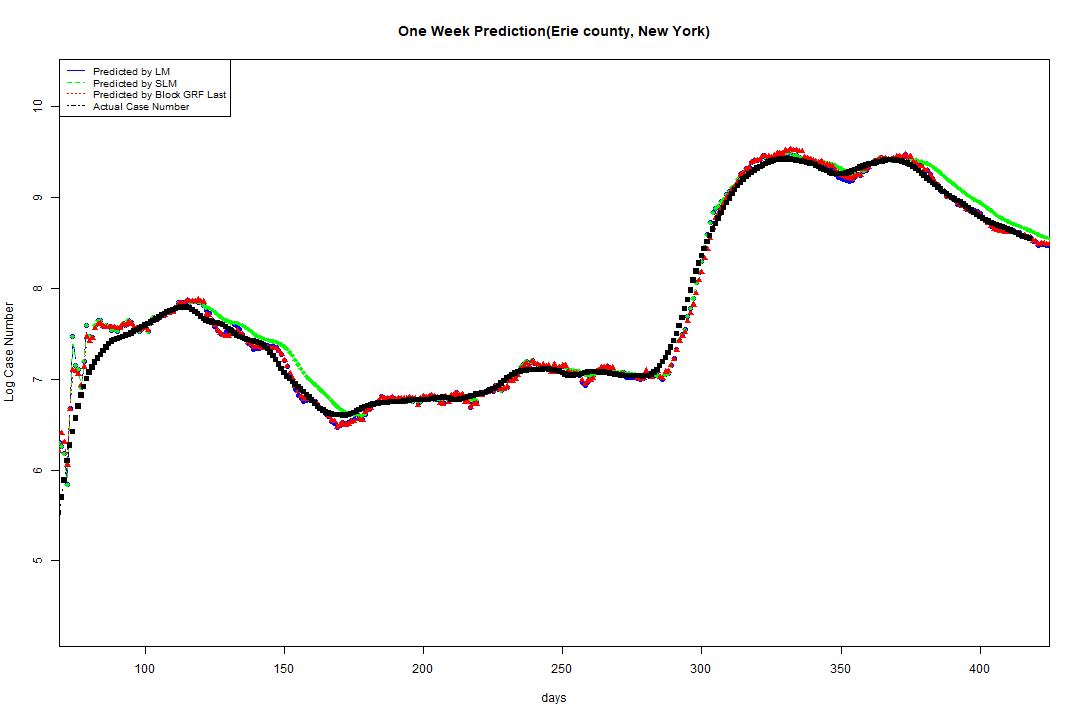 One Week Prediction(Erie county, New York)
Predicted by LM
Predicted by SLM
Predicted by Block GRF Last
Actual Case Number
Log Case Number
10
9
8
7
6
5
100 150 200 250 300 350 400
days